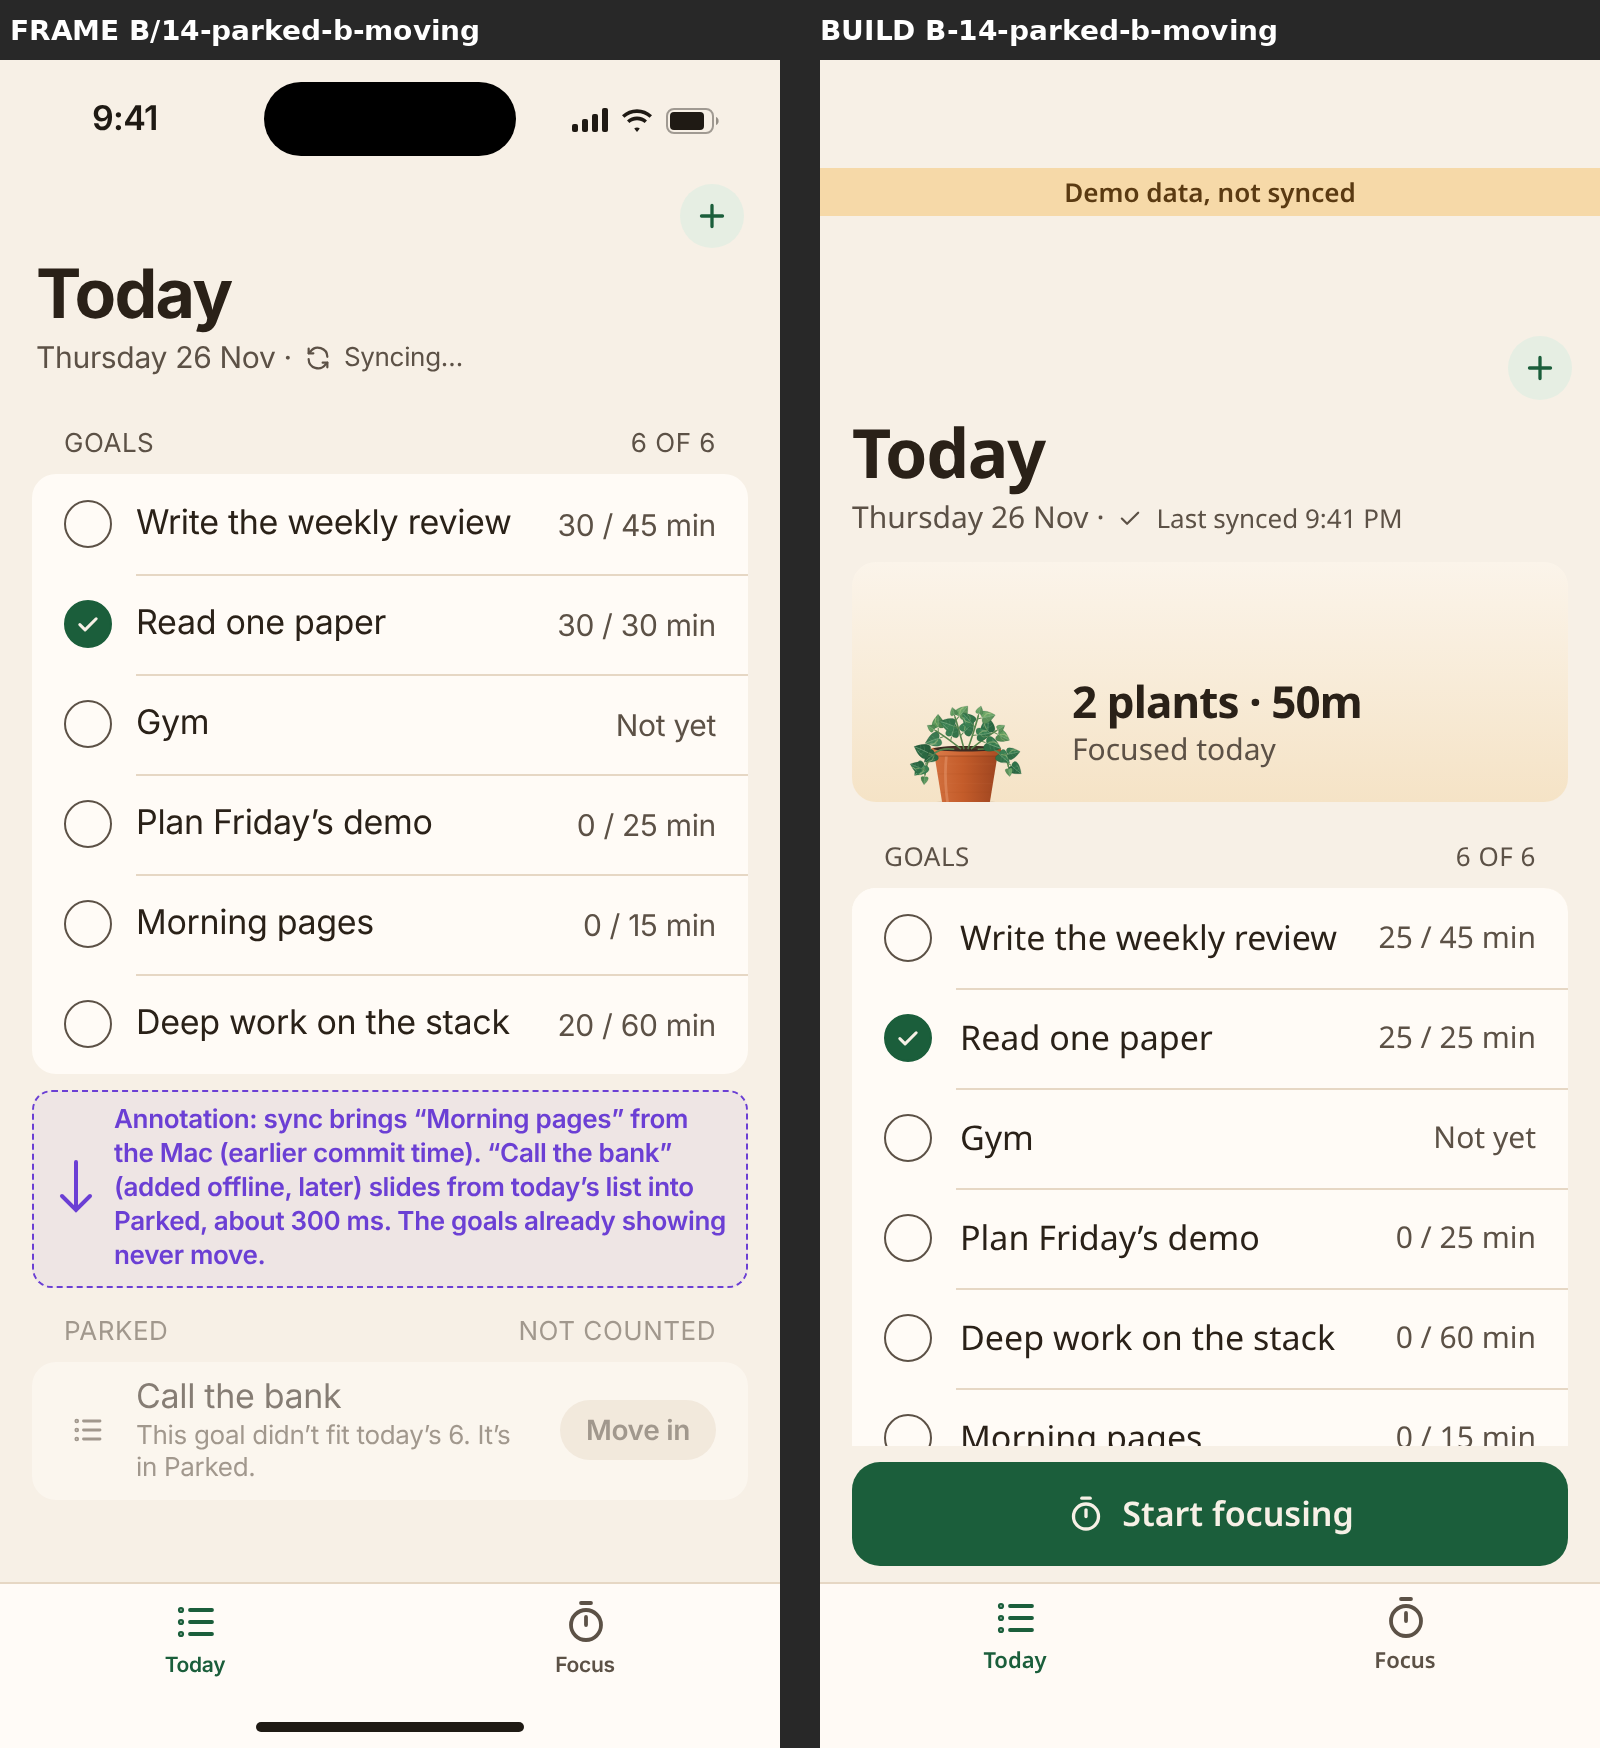 FRAME B/14-parked-b-moving
9:41
Today
Thursday 26 Nov · Syncing...
GOALS 6 OF 6
Write the weekly review 30 / 45 min
Read one paper 30 / 30 min
Gym Not yet
Plan Friday’s demo 0 / 25 min
Morning pages 0 / 15 min
Deep work on the stack 20 / 60 min
Annotation: sync brings “Morning pages” from
the Mac (earlier commit time). “Call the bank”
(added offline, later) slides from today’s list into
Parked, about 300 ms. The goals already showing
never move.
PARKED NOT COUNTED
Call the bank
This goal didn’t fit today’s 6. It’s
in Parked.
Move in
Today Focus
BUILD B-14-parked-b-moving
Demo data, not synced
Today
Thursday 26 Nov · Last synced 9:41 PM
2 plants · 50m
Focused today
GOALS 6 OF 6
Write the weekly review 25 / 45 min
Read one paper 25 / 25 min
Gym Not yet
Plan Friday’s demo 0 / 25 min
Deep work on the stack 0 / 60 min
Morning pages 0 / 15 min
Start focusing
Today Focus